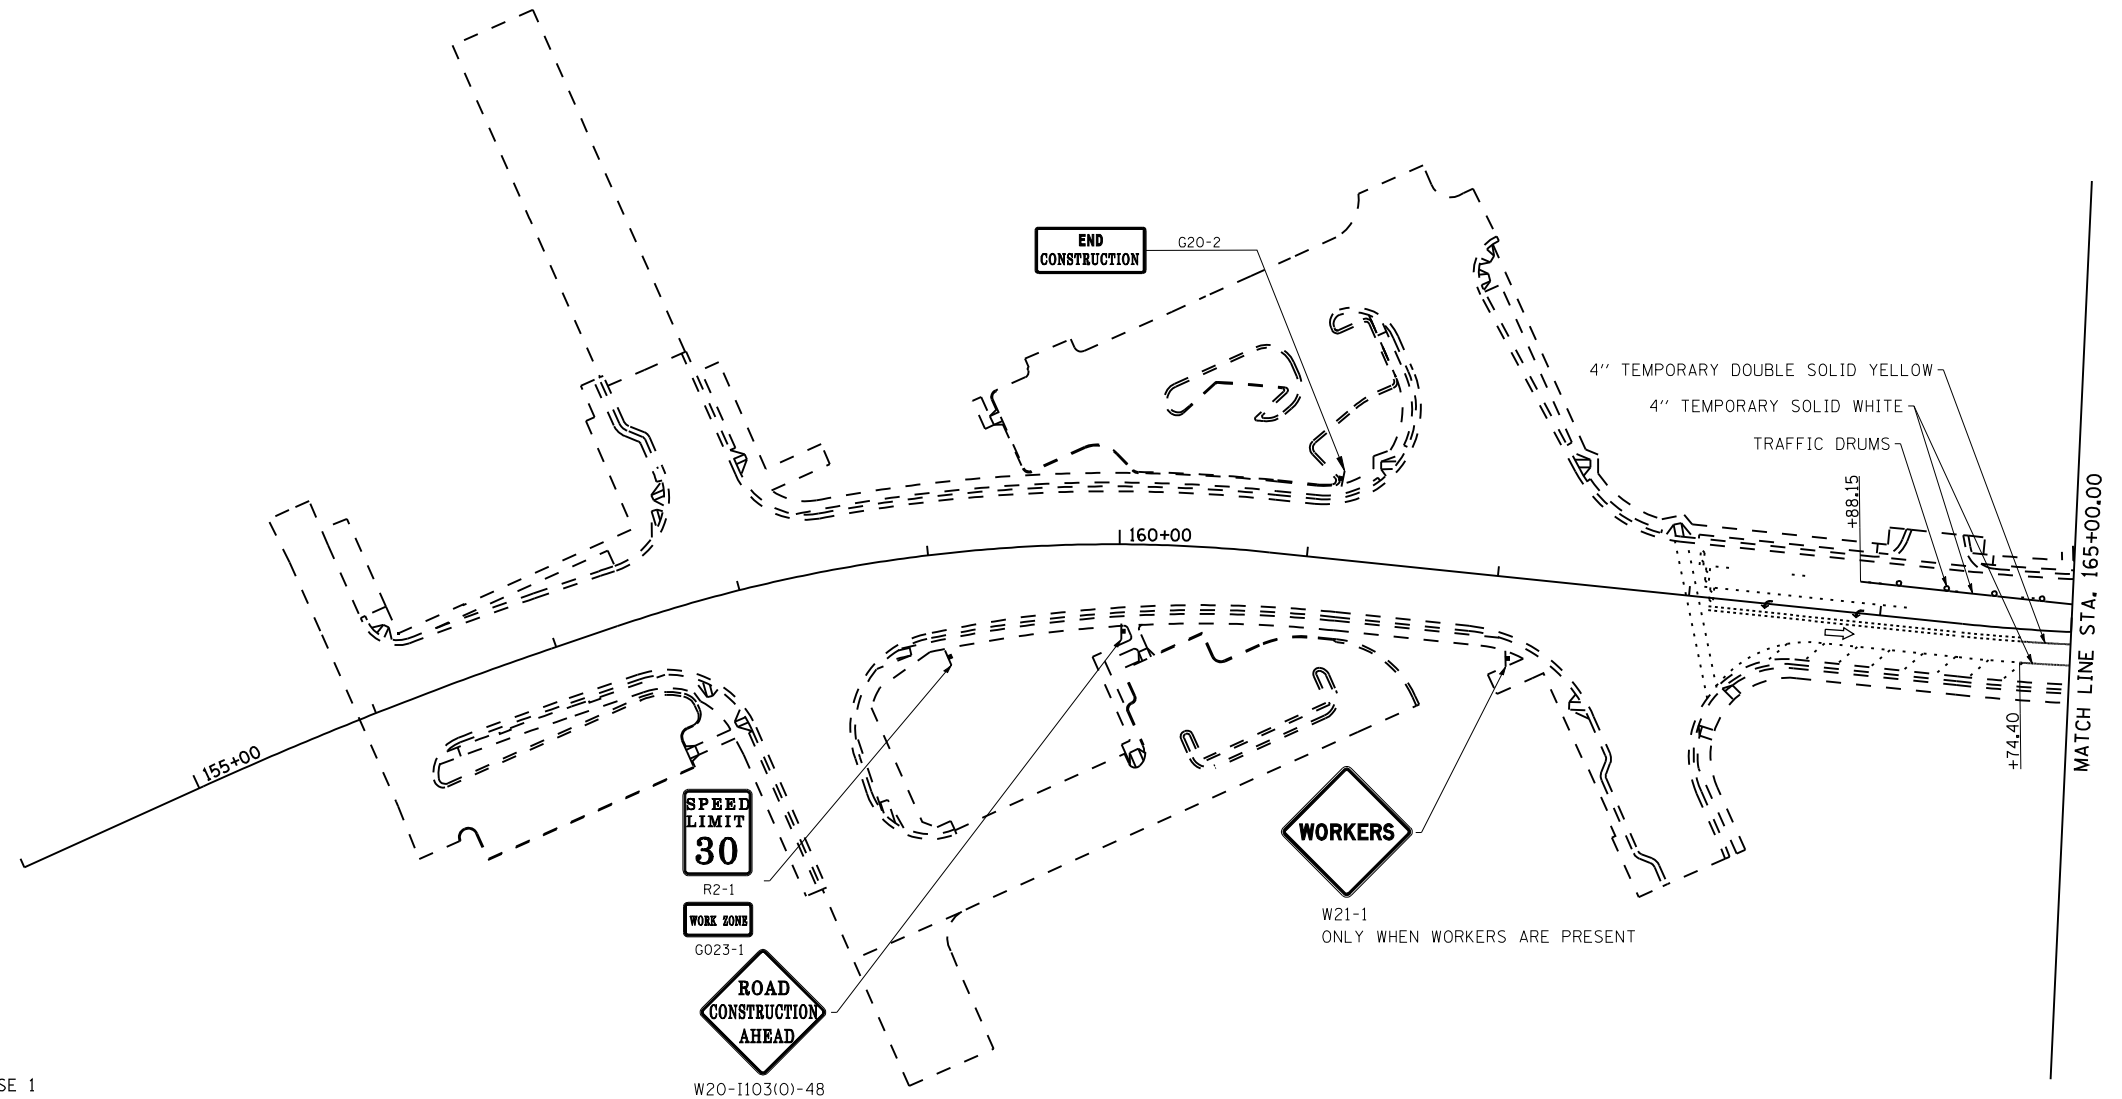 END
CONSTRUCTION
G20-2
4'' TEMPORARY DOUBLE SOLID YELLOW
4'' TEMPORARY SOLID WHITE
TRAFFIC DRUMS
+88.15
160+00
MATCH LINE STA. 165+00.00
+74.40
155+00
SPEED
LIMIT
30
R2-1
WORK ZONE
G023-1
ROAD
CONSTRUCTION
AHEAD
W20-I103(O)-48
WORKERS
W21-1
ONLY WHEN WORKERS ARE PRESENT
SE 1